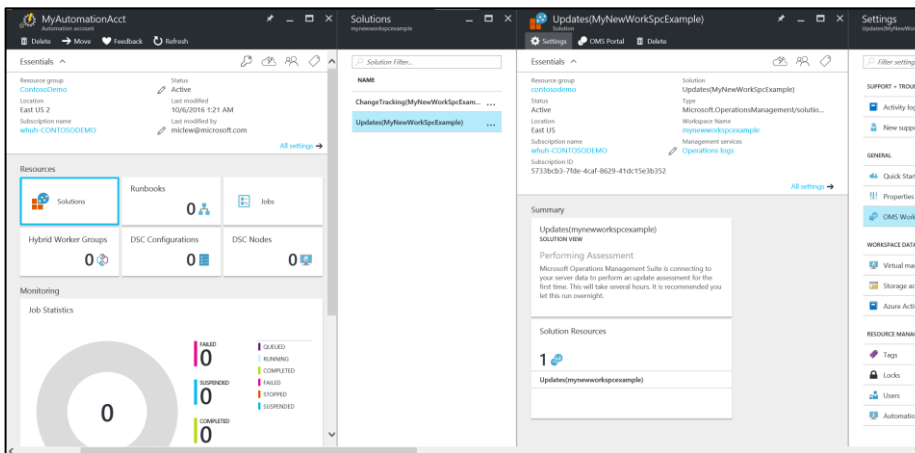 MyAutomationAcct
Automation account
Delete Move Feedback Refresh
Essentials
Resource group
ContosoDemo
Location
East US 2
Subscription name
whuh-CONTOSODEMO
Status
Active
Last modified
10/6/2016 1:21 AM
Last modified by
miclew@microsoft.com
All settings
Resources
Solutions
Runbooks
0
Jobs
Hybrid Worker Groups
0
DSC Configurations
0
DSC Nodes
0
Monitoring
Job Statistics
0
FAILED
0
SUSPENDED
0
COMPLETED
0
QUEUED
RUNNING
COMPLETED
FAILED
STOPPED
SUSPENDED
Solutions
mynewworkspcexample
Solution Filter...
NAME
ChangeTracking(MyNewWorkSpcExam... ...
Updates(MyNewWorkSpcExample) ...
Updates(MyNewWorkSpcExample)
Solution
Settings OMS Portal Delete
Essentials
Resource group
contosodemo
Status
Active
Location
East US
Subscription name
whuh-CONTOSODEMO
Subscription ID
5733bcb3-7fde-4caf-8629-41dc15e3b352
Solution
Updates(MyNewWorkSpcExample)
Type
Microsoft.OperationsManagement/solutio...
Workspace Name
mynewworkspcexample
Management services
Operations logs
All settings
Summary
Updates(mynewworkspcexample)
SOLUTION VIEW
Performing Assessment
Microsoft Operations Management Suite is connecting to
your server data to perform an update assessment for the
first time. This will take several hours. It is recommended you
let this run overnight.
Solution Resources
1
Updates(mynewworkspcexample)
Settings
Updates(MyNewWor
Filter setting
SUPPORT + TROU
Activity log
New supp
GENERAL
Quick Start
Properties
OMS Work
WORKSPACE DATA
Virtual ma
Storage ac
Azure Acti
RESOURCE MANA
Tags
Locks
Users
Automatio